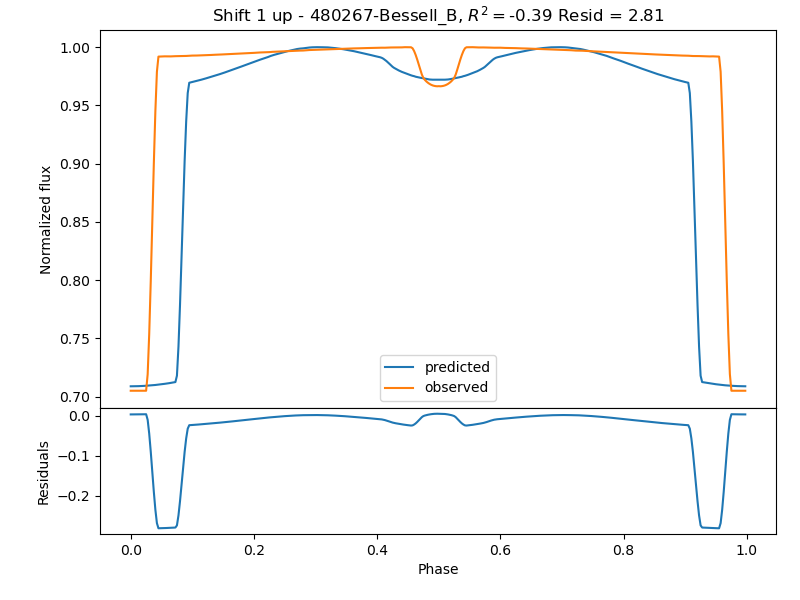 Shift 1 up - 480267-Bessell_B, $R^2 = $-0.39 Resid = 2.81
1.00
0.95
0.90
0.85
0.80
0.75
0.70
Normalized flux
predicted
observed
0.0
−0.1
−0.2
Residuals
0.0 0.2 0.4 0.6 0.8 1.0
Phase